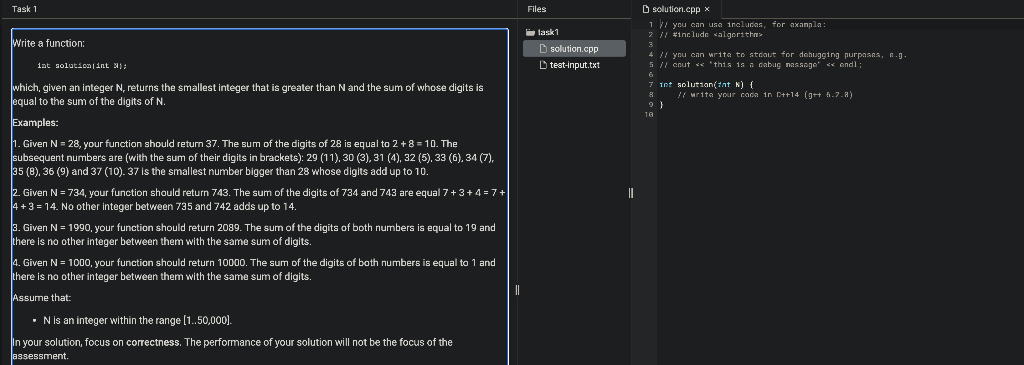 Task 1
Write a function:
int solution(int N);
which, given an integer N, returns the smallest integer that is greater than N and the sum of whose digits is
equal to the sum of the digits of N.
Examples:
1. Given N = 28, your function should return 37. The sum of the digits of 28 is equal to 2 + 8 = 10. The
subsequent numbers are (with the sum of their digits in brackets): 29 (11), 30 (3), 31 (4), 32 (5), 33 (6), 34 (7),
35 (8), 36 (9) and 37 (10). 37 is the smallest number bigger than 28 whose digits add up to 10.
2. Given N = 734, your function should return 743. The sum of the digits of 734 and 743 are equal 7 + 3 + 4 = 7 +
4 + 3 = 14. No other integer between 735 and 742 adds up to 14.
3. Given N = 1990, your function should return 2089. The sum of the digits of both numbers is equal to 19 and
there is no other integer between them with the same sum of digits.
4. Given N = 1000, your function should return 10000. The sum of the digits of both numbers is equal to 1 and
there is no other integer between them with the same sum of digits.
Assume that:
• N is an integer within the range [1..50,000].
In your solution, focus on correctness. The performance of your solution will not be the focus of the
assessment.
Files
task1
solution.cpp
test-input.txt
solution.cpp ×
1 // you can use includes, for example:
2 // #include <algorithm>
3
4 // you can write to stdout for debugging purposes, e.g.
5 // cout << "this is a debug message" << endl;
6
7 int solution(int N) {
8 // write your code in C++14 (g++ 6.2.0)
9 }
10